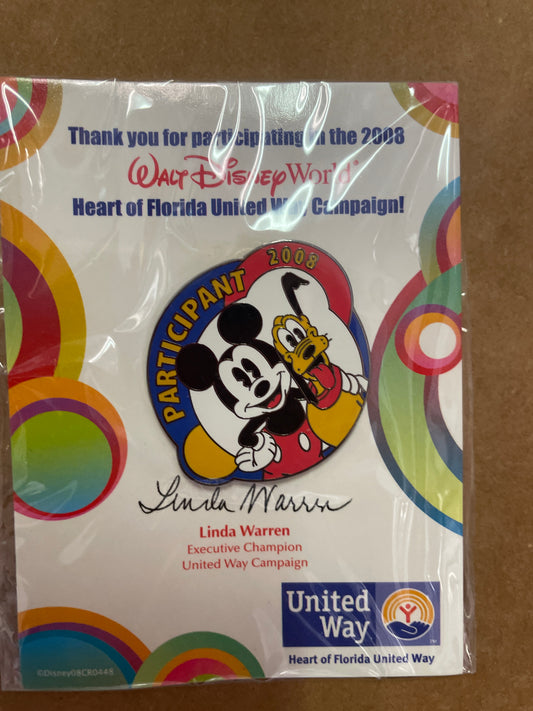 Thank you for participating in the 2008
WALT DISNEY World®
Heart of Florida United Way Campaign!
PARTICIPANT 2008
Linda Warren
Linda Warren
Executive Champion
United Way Campaign
United
Way
TM
Heart of Florida United Way
©Disney08CR0448